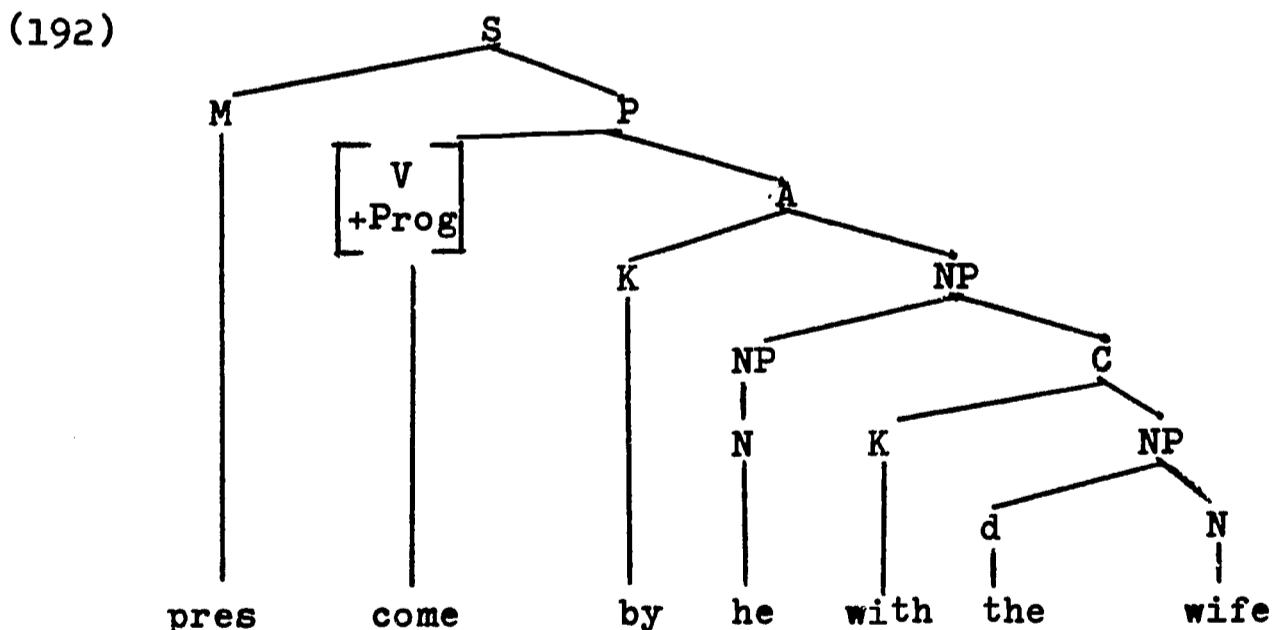 (192)
S
M P
V
+Prog
A
K NP
NP C
N K NP
d N
pres come by he with the wife